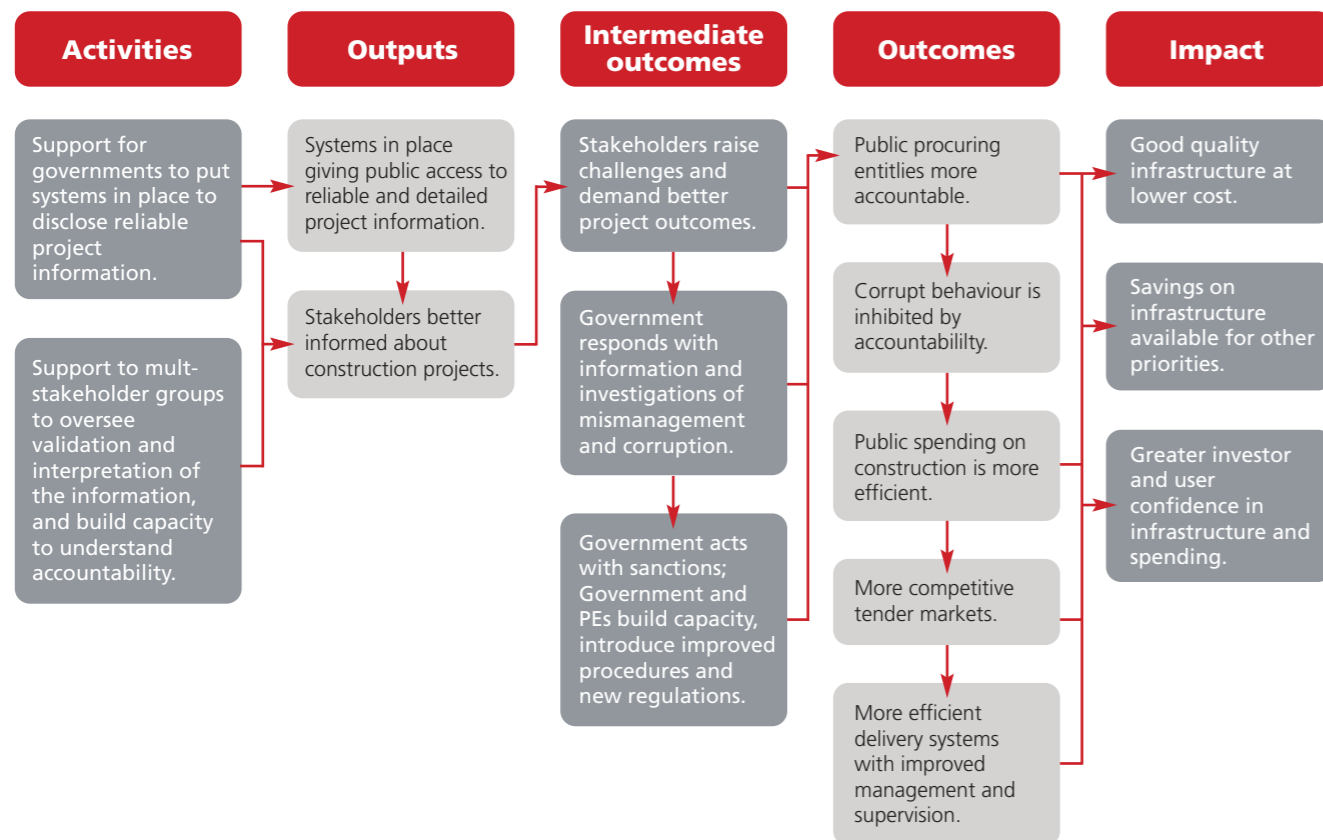 Activities
Outputs
Intermediate
outcomes
Outcomes
Impact
Support for
governments to put
systems in place to
disclose reliable
project
information.
Support to mult-
stakeholder groups
to oversee
validation and
interpretation of
the information,
and build capacity
to understand
accountability.
Systems in place
giving public access to
reliable and detailed
project information.
Stakeholders better
informed about
construction projects.
Stakeholders raise
challenges and
demand better
project outcomes.
Government
responds with
information and
investigations of
mismanagement
and corruption.
Government acts
with sanctions;
Government and
PEs build capacity,
introduce improved
procedures and
new regulations.
Public procuring
entitlies more
accountable.
Corrupt behaviour is
inhibited by
accountabililty.
Public spending on
construction is more
efficient.
More competitive
tender markets.
More efficient
delivery systems
with improved
management and
supervision.
Good quality
infrastructure at
lower cost.
Savings on
infrastructure
available for other
priorities.
Greater investor
and user
confidence in
infrastructure and
spending.